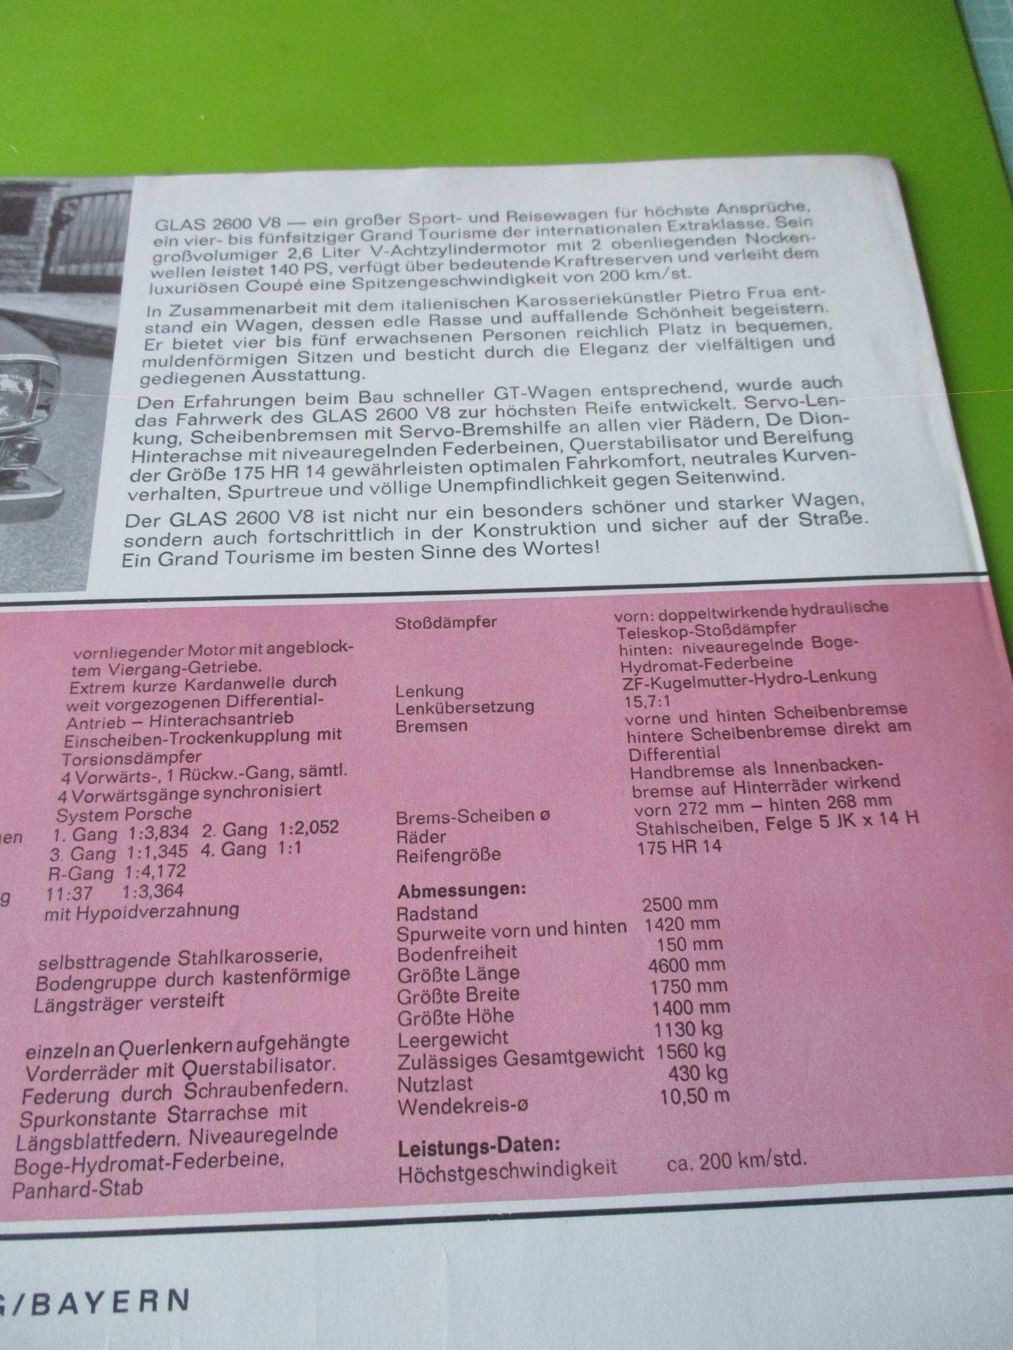 GLAS 2600 V8 — ein großer Sport- und Reisewagen für höchste Ansprüche,
ein vier- bis fünfsitziger Grand Tourisme der internationalen Extraklasse. Sein
großvolumiger 2,6 Liter V-Achtzylindermotor mit 2 obenliegenden Nocken-
wellen leistet 140 PS, verfügt über bedeutende Kraftreserven und verleiht dem
luxuriösen Coupé eine Spitzengeschwindigkeit von 200 km/st.
In Zusammenarbeit mit dem italienischen Karosseriekünstler Pietro Frua ent-
stand ein Wagen, dessen edle Rasse und auffallende Schönheit begeistern.
Er bietet vier bis fünf erwachsenen Personen reichlich Platz in bequemen,
muldenförmigen Sitzen und besticht durch die Eleganz der vielfältigen und
gediegenen Ausstattung.
Den Erfahrungen beim Bau schneller GT-Wagen entsprechend, wurde auch
das Fahrwerk des GLAS 2600 V8 zur höchsten Reife entwickelt. Servo-Len-
kung, Scheibenbremsen mit Servo-Bremshilfe an allen vier Rädern, De Dion-
Hinterachse mit niveauregelnden Federbeinen, Querstabilisator und Bereifung
der Größe 175 HR 14 gewährleisten optimalen Fahrkomfort, neutrales Kurven-
verhalten, Spurtreue und völlige Unempfindlichkeit gegen Seitenwind.
Der GLAS 2600 V8 ist nicht nur ein besonders schöner und starker Wagen,
sondern auch fortschrittlich in der Konstruktion und sicher auf der Straße.
Ein Grand Tourisme im besten Sinne des Wortes!
vornliegender Motor mit angeblock-
tem Viergang-Getriebe.
Extrem kurze Kardanwelle durch
weit vorgezogenen Differential-
Antrieb — Hinterachsantrieb
Einscheiben-Trockenkupplung mit
Torsionsdämpfer
4 Vorwärts-, 1 Rückw.-Gang, sämtl.
4 Vorwärtsgänge synchronisiert
System Porsche
gen 1. Gang 1:3,834 2. Gang 1:2,052
3. Gang 1:1,345 4. Gang 1:1
R-Gang 1:4,172
g 11:37 1:3,364
mit Hypoidverzahnung
selbsttragende Stahlkarosserie,
Bodengruppe durch kastenförmige
Längsträger versteift
einzeln an Querlenkern aufgehängte
Vorderräder mit Querstabilisator.
Federung durch Schraubenfedern.
Spurkonstante Starrachse mit
Längsblattfedern. Niveauregelnde
Boge-Hydromat-Federbeine,
Panhard-Stab
Stoßdämpfer vorn: doppeltwirkende hydraulische
Teleskop-Stoßdämpfer
hinten: niveauregelnde Boge-
Hydromat-Federbeine
Lenkung ZF-Kugelmutter-Hydro-Lenkung
Lenkübersetzung 15,7:1
Bremsen vorne und hinten Scheibenbremse
hintere Scheibenbremse direkt am
Differential
Handbremse als Innenbacken-
bremse auf Hinterräder wirkend
Brems-Scheiben ø vorn 272 mm — hinten 268 mm
Räder Stahlscheiben, Felge 5 JK x 14 H
Reifengröße 175 HR 14
Abmessungen:
Radstand 2500 mm
Spurweite vorn und hinten 1420 mm
Bodenfreiheit 150 mm
Größte Länge 4600 mm
Größte Breite 1750 mm
Größte Höhe 1400 mm
Leergewicht 1130 kg
Zulässiges Gesamtgewicht 1560 kg
Nutzlast 430 kg
Wendekreis-ø 10,50 m
Leistungs-Daten:
Höchstgeschwindigkeit ca. 200 km/std.
G/BAYERN